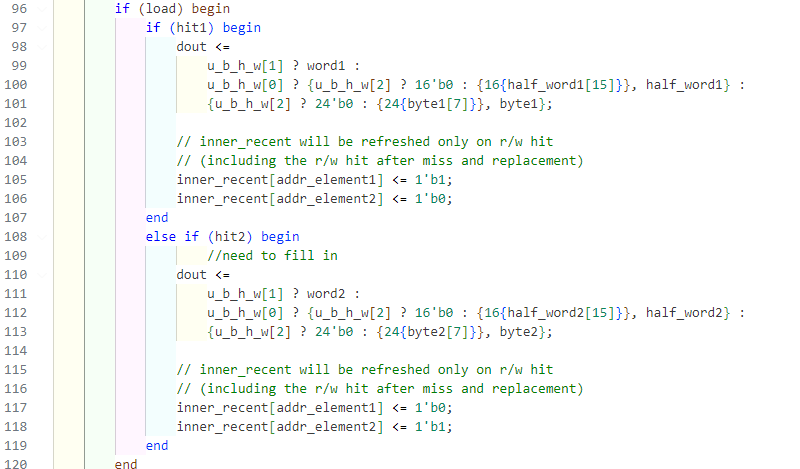 96 if (load) begin
97 if (hit1) begin
98 dout <=
99 u_b_h_w[1] ? word1 :
100 u_b_h_w[0] ? {u_b_h_w[2] ? 16'b0 : {16{half_word1[15]}}, half_word1} :
101 {u_b_h_w[2] ? 24'b0 : {24{byte1[7]}}, byte1};
102
103 // inner_recent will be refreshed only on r/w hit
104 // (including the r/w hit after miss and replacement)
105 inner_recent[addr_element1] <= 1'b1;
106 inner_recent[addr_element2] <= 1'b0;
107 end
108 else if (hit2) begin
109 //need to fill in
110 dout <=
111 u_b_h_w[1] ? word2 :
112 u_b_h_w[0] ? {u_b_h_w[2] ? 16'b0 : {16{half_word2[15]}}, half_word2} :
113 {u_b_h_w[2] ? 24'b0 : {24{byte2[7]}}, byte2};
114
115 // inner_recent will be refreshed only on r/w hit
116 // (including the r/w hit after miss and replacement)
117 inner_recent[addr_element1] <= 1'b0;
118 inner_recent[addr_element2] <= 1'b1;
119 end
120 end